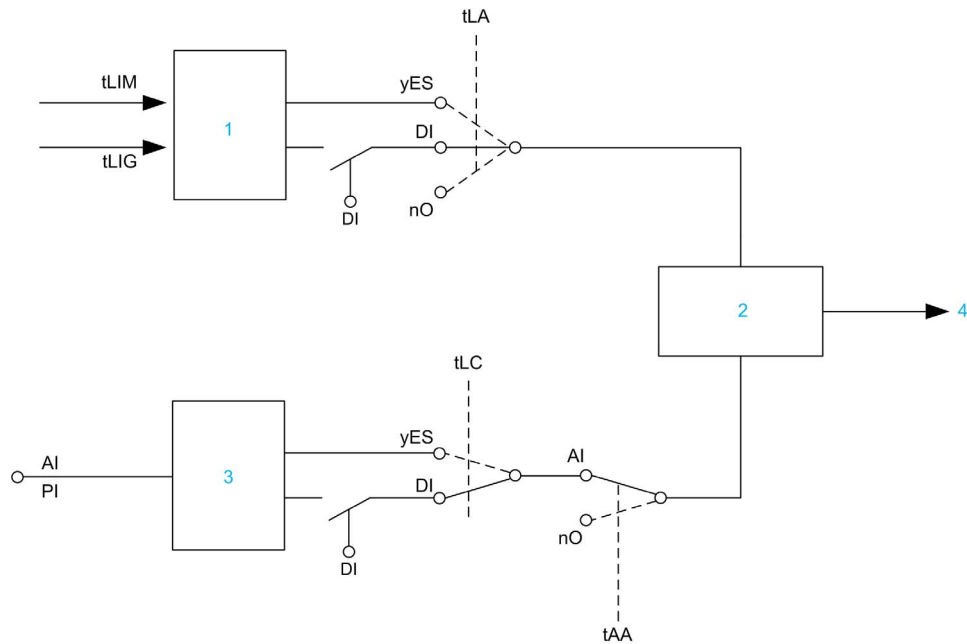 tLA
tLIM
yES
1
DI
tLIG
nO
DI
2
4
tLC
yES
AI
AI
3
PI
DI
nO
DI
tAA